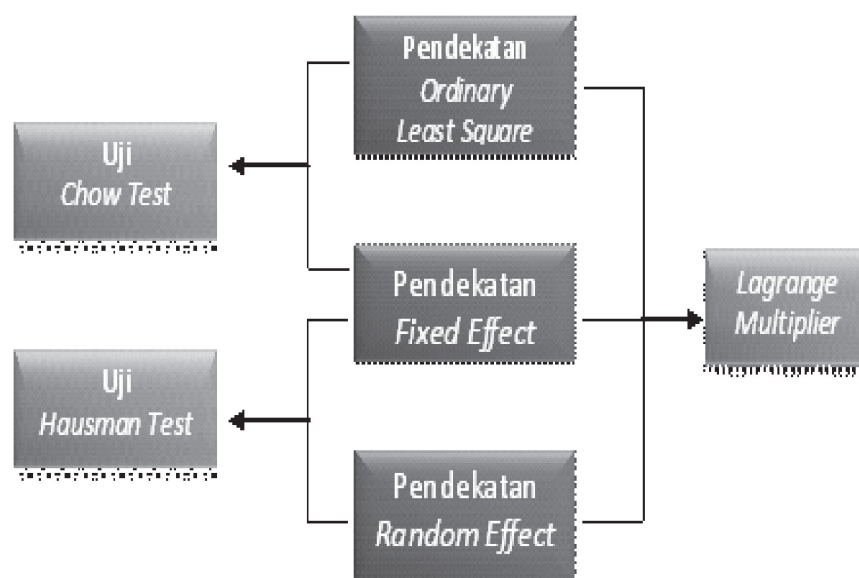 Pendekatan
Ordinary
Least Square
Uji
Chow Test
Pendekatan
Fixed Effect
Lagrange
Multiplier
Uji
Hausman Test
Pendekatan
Random Effect